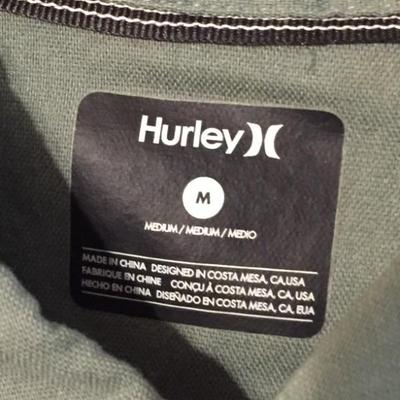 Hurley
M
MEDIUM / MEDIUM / MEDIO
MADE IN CHINA DESIGNED IN COSTA MESA, CA.USA
FABRIQUE EN CHINE CONÇU À COSTA MESA, CA. USA
HECHO EN CHINA DISEÑADO EN COSTA MESA, CA. EUA